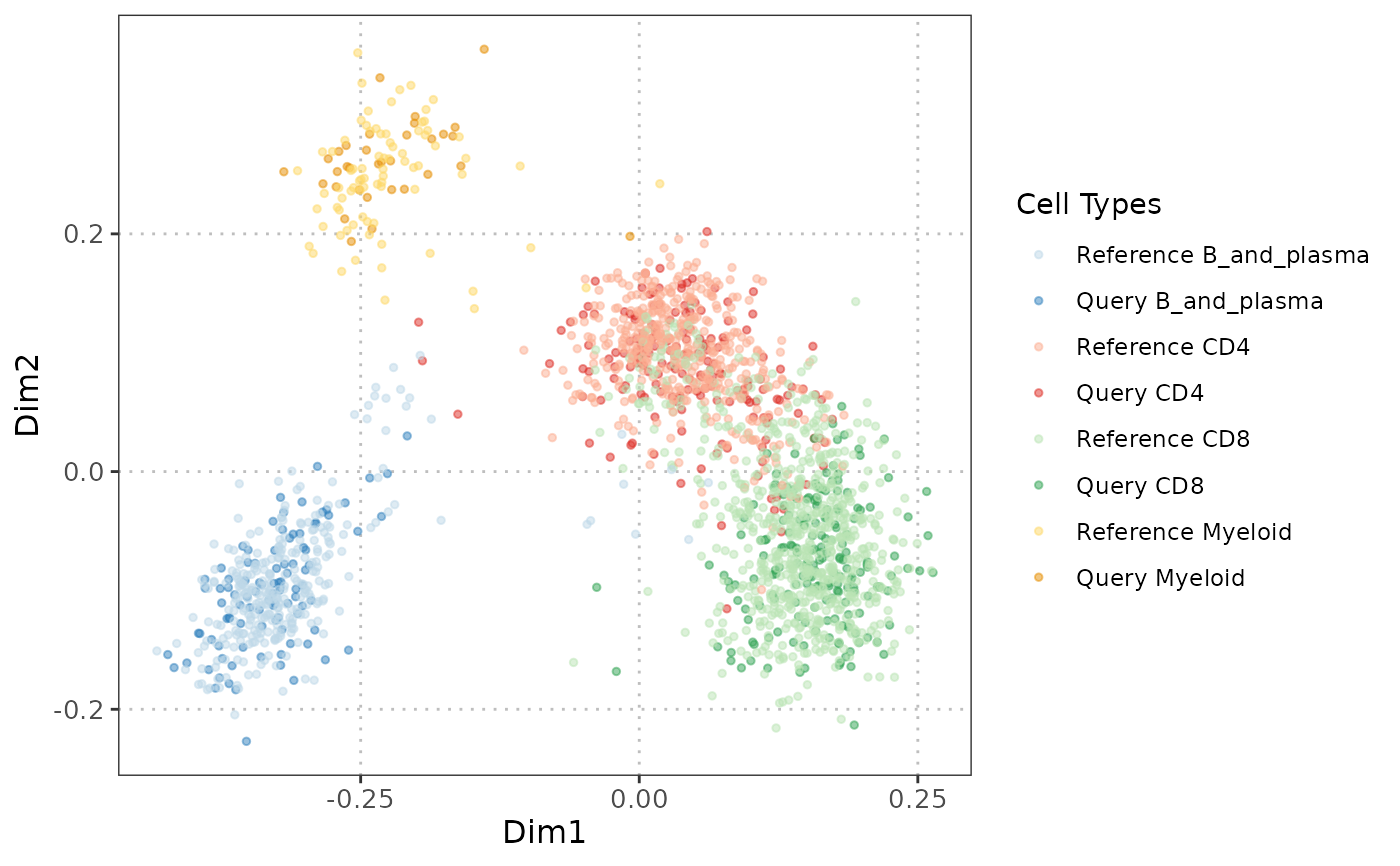 Dim2
0.2
0.0
-0.2
-0.25
0.00
0.25
Dim1
Cell Types
Reference B_and_plasma
Query B_and_plasma
Reference CD4
Query CD4
Reference CD8
Query CD8
Reference Myeloid
Query Myeloid